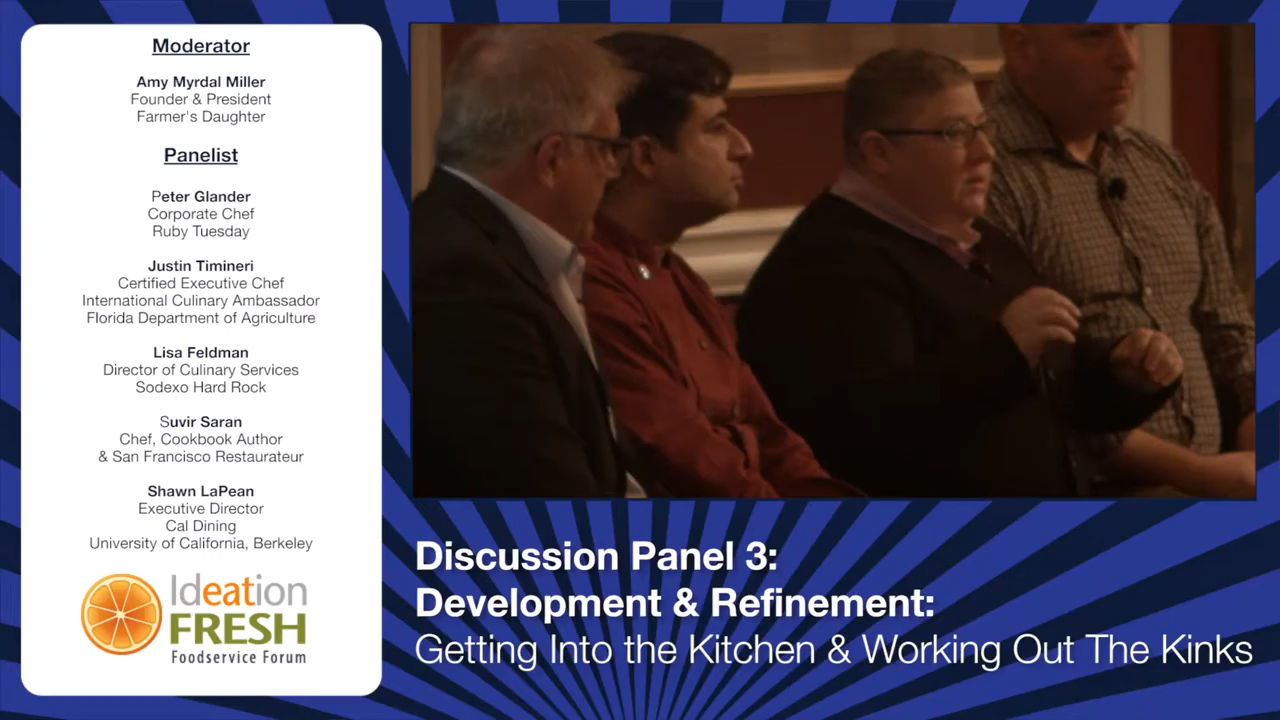 Moderator
Amy Myrdal Miller
Founder & President
Farmer's Daughter
Panelist
Peter Glander
Corporate Chef
Ruby Tuesday
Justin Timineri
Certified Executive Chef
International Culinary Ambassador
Florida Department of Agriculture
Lisa Feldman
Director of Culinary Services
Sodexo Hard Rock
Suvir Saran
Chef, Cookbook Author
& San Francisco Restaurateur
Shawn LaPean
Executive Director
Cal Dining
University of California, Berkeley
Ideation
FRESH
Foodservice Forum
Discussion Panel 3:
Development & Refinement:
Getting Into the Kitchen & Working Out The Kinks